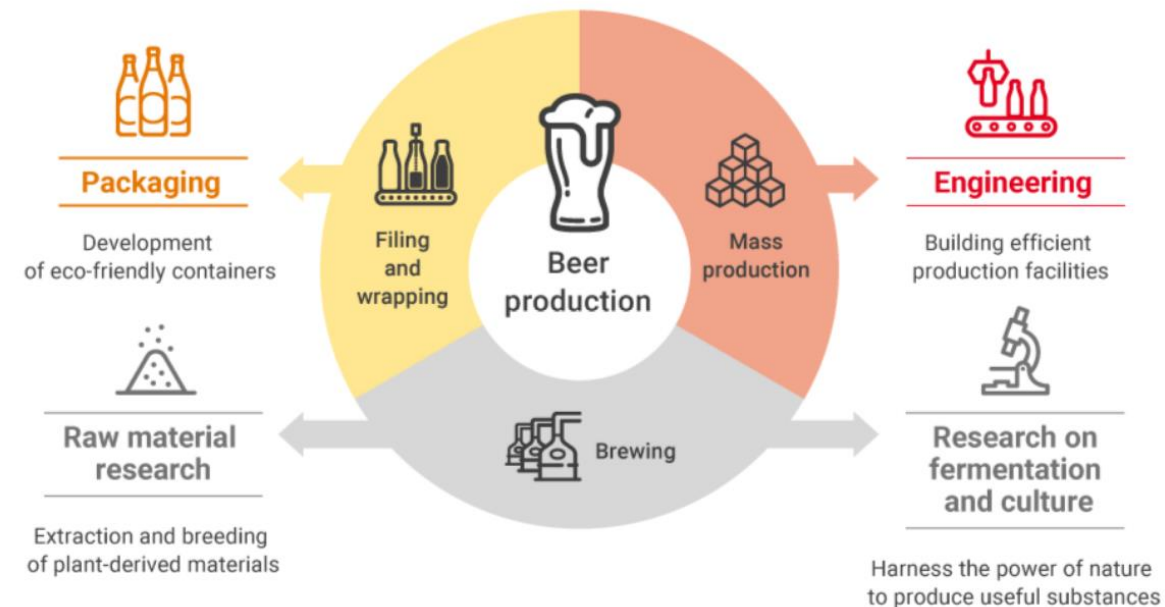 Packaging
Development
of eco-friendly containers
Raw material
research
Extraction and breeding
of plant-derived materials
Filing
and
wrapping
Beer
production
Mass
production
Brewing
Engineering
Building efficient
production facilities
Research on
fermentation
and culture
Harness the power of nature
to produce useful substances